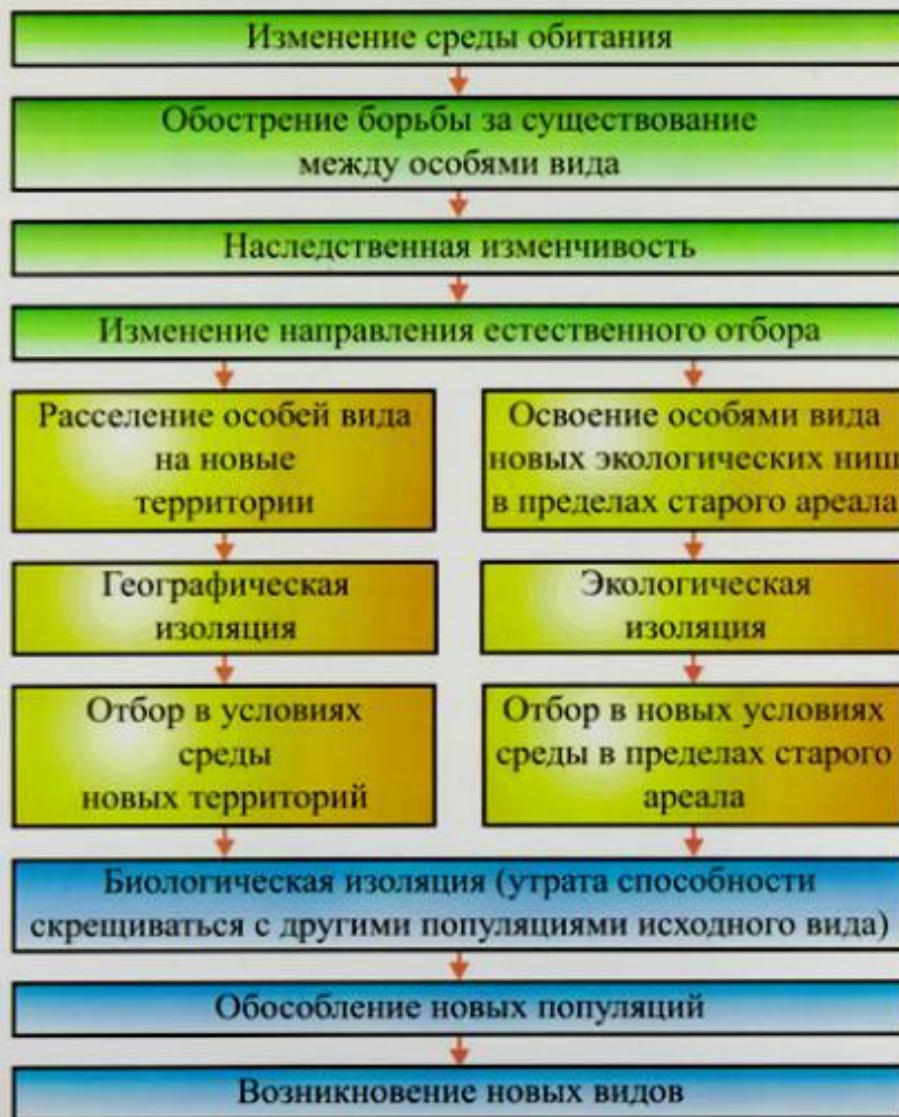 Изменение среды обитания
Обострение борьбы за существование
между особями вида
Наследственная изменчивость
Изменение направления естественного отбора
Расселение особей вида
на новые
территории
Освоение особями вида
новых экологических ниш
в пределах старого ареала
Географическая
изоляция
Экологическая
изоляция
Отбор в условиях
среды
новых территорий
Отбор в новых условиях
среды в пределах старого
ареала
Биологическая изоляция (утрата способности
скрещиваться с другими популяциями исходного вида)
Обособление новых популяций
Возникновение новых видов